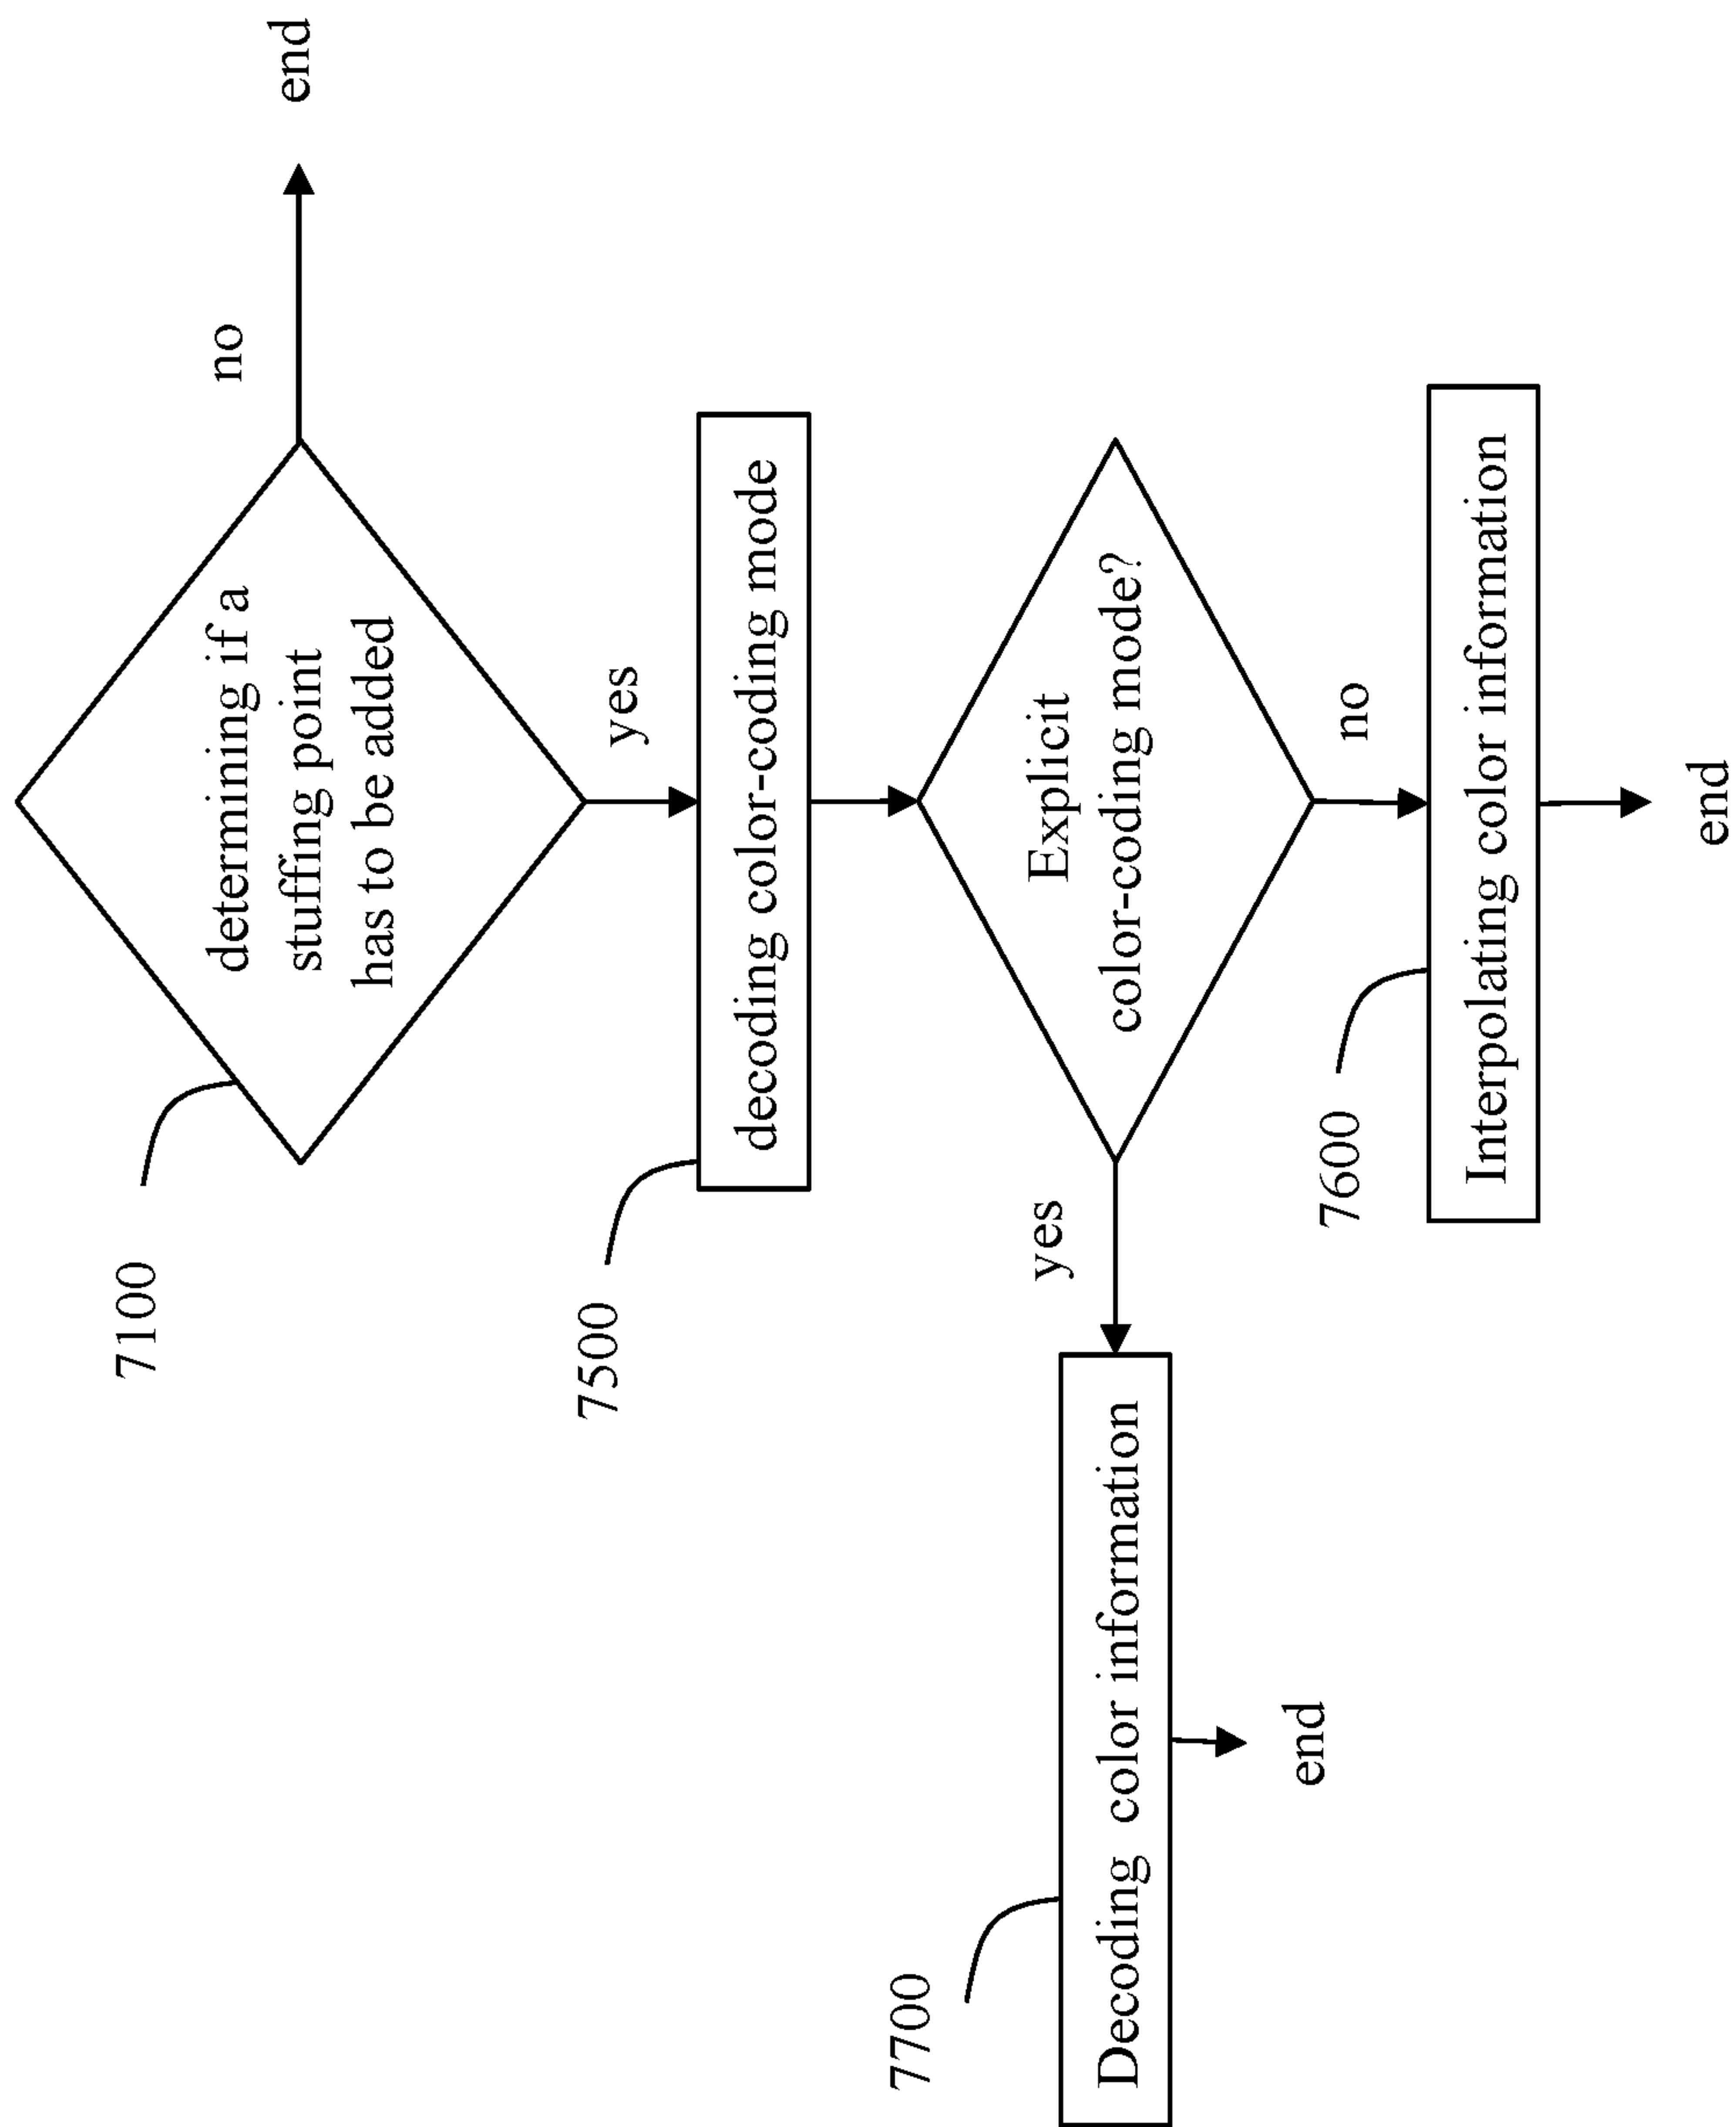 7100
determining if a
stuffing point
has to be added
no
end
yes
7500
decoding color-coding mode
Explicit
color-coding mode?
yes
7700
Decoding color information
end
no
7600
Interpolating color information
end